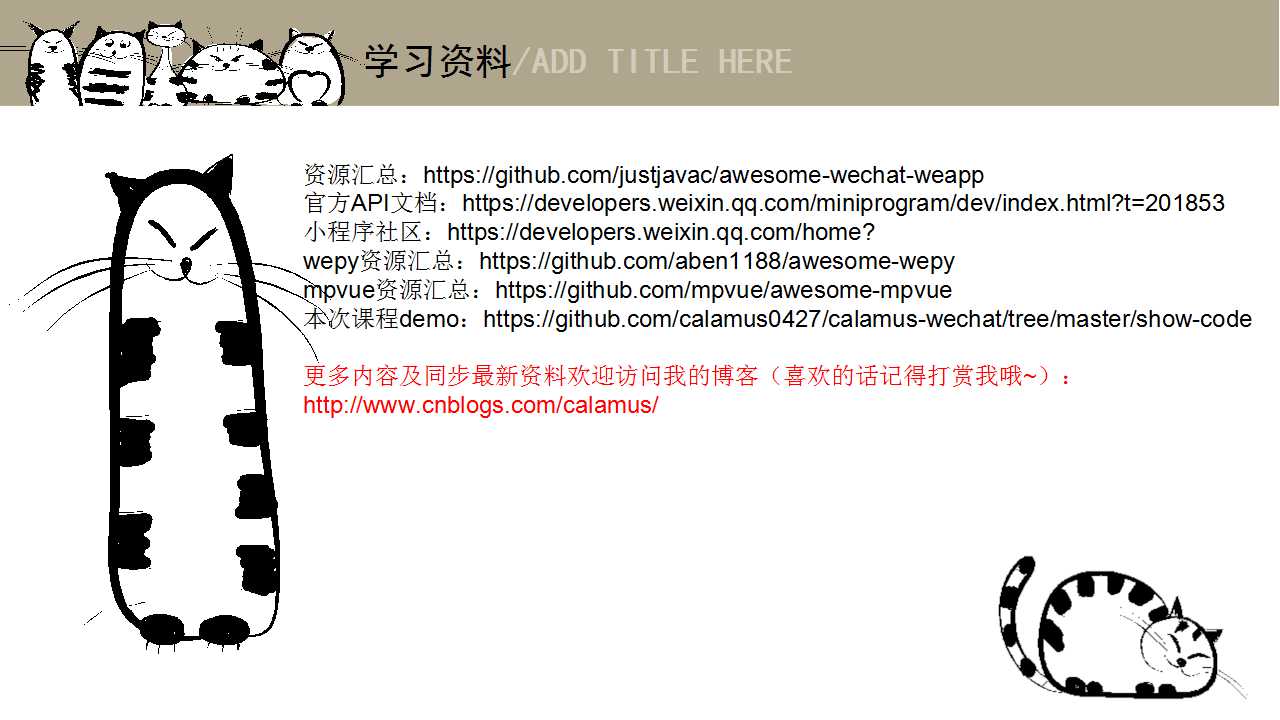 学习资料/ADD TITLE HERE
资源汇总：https://github.com/justjavac/awesome-wechat-weapp
官方API文档：https://developers.weixin.qq.com/miniprogram/dev/index.html?t=201853
小程序社区：https://developers.weixin.qq.com/home?
wepy资源汇总：https://github.com/aben1188/awesome-wepy
mpvue资源汇总：https://github.com/mpvue/awesome-mpvue
本次课程demo：https://github.com/calamus0427/calamus-wechat/tree/master/show-code
更多内容及同步最新资料欢迎访问我的博客（喜欢的话记得打赏我哦~）：
http://www.cnblogs.com/calamus/